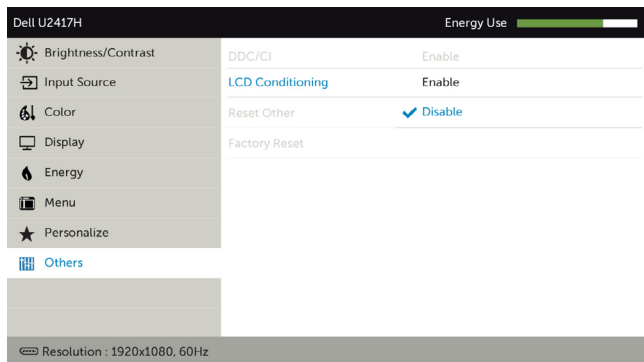 Dell U2417H
Energy Use
Brightness/Contrast
Input Source
Color
Display
Energy
Menu
Personalize
Others
DDC/CI Enable
LCD Conditioning Enable
Reset Other Disable
Factory Reset
Resolution : 1920x1080, 60Hz